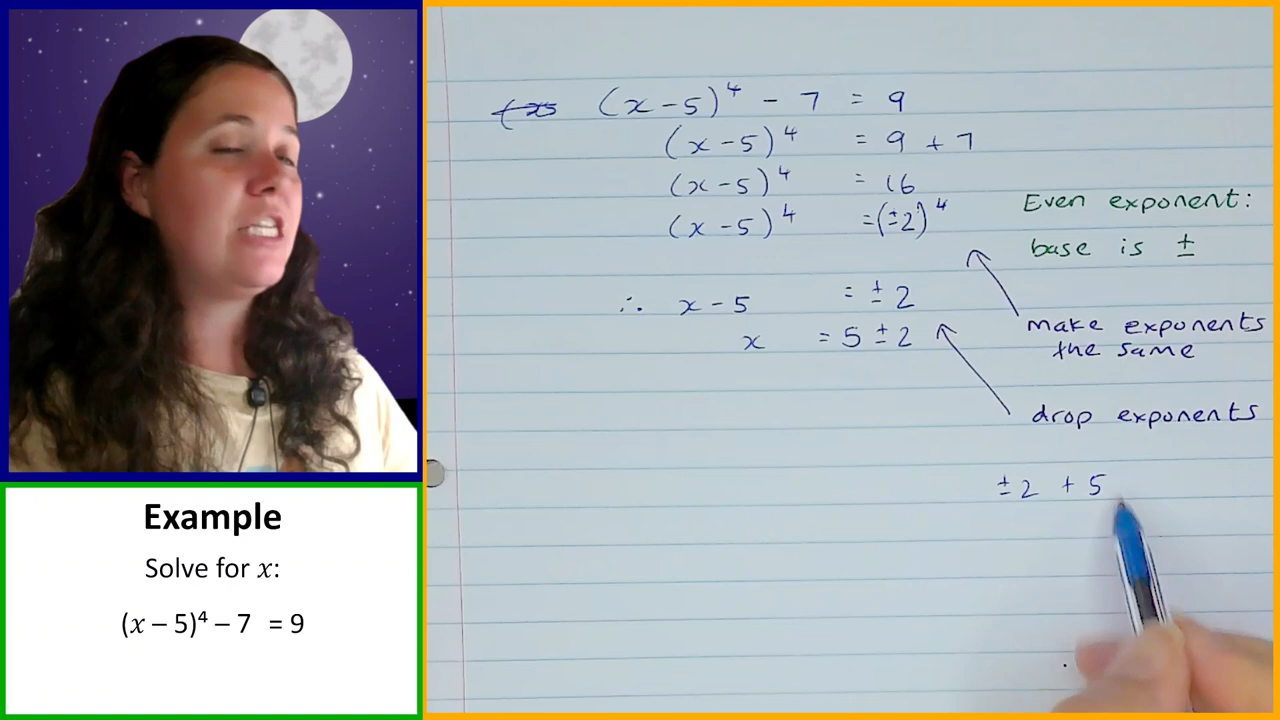 Example
Solve for x:
(x – 5)⁴ – 7 = 9
(x - 5)⁴ - 7 = 9
(x - 5)⁴ = 9 + 7
(x - 5)⁴ = 16
(x - 5)⁴ = (±2)⁴
∴ x - 5 = ±2
x = 5 ± 2
Even exponent:
base is ±
make exponents
the same
drop exponents
±2 + 5